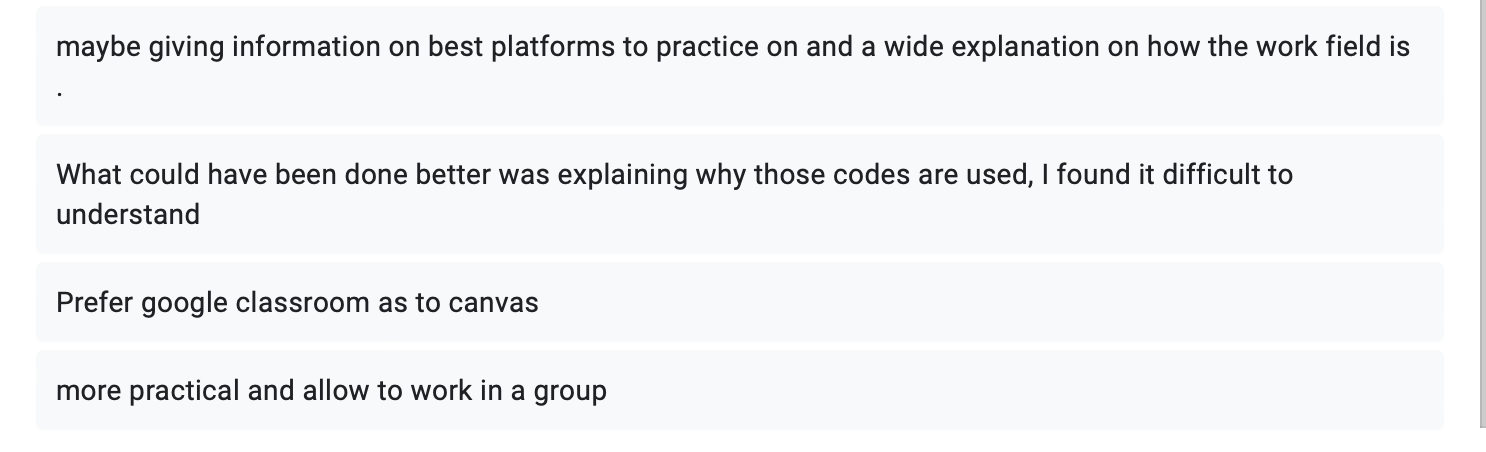 maybe giving information on best platforms to practice on and a wide explanation on how the work field is
.
What could have been done better was explaining why those codes are used, I found it difficult to
understand
Prefer google classroom as to canvas
more practical and allow to work in a group